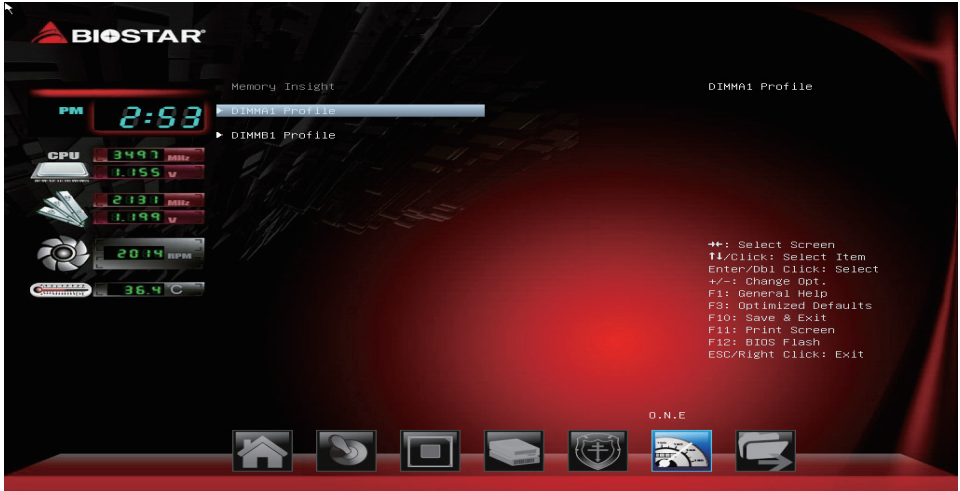 BIOSTAR®
Memory Insight
DIMMA1 Profile
DIMMA1 Profile
DIMMB1 Profile
PM 2:53
CPU 3497 MHz
1.155 V
2131 MHz
1.199 V
2014 RPM
36.4 C
→←: Select Screen
↑↓/Click: Select Item
Enter/Dbl Click: Select
+/-: Change Opt.
F1: General Help
F3: Optimized Defaults
F10: Save & Exit
F11: Print Screen
F12: BIOS Flash
ESC/Right Click: Exit
O.N.E